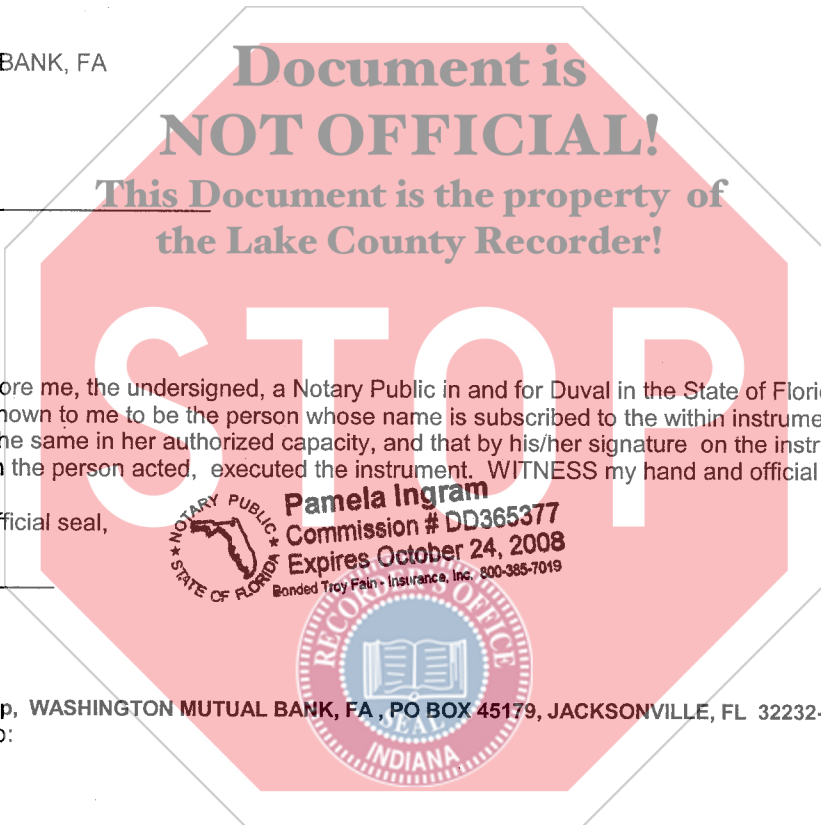 BANK, FA
Document is
NOT OFFICIAL!
This Document is the property of
the Lake County Recorder!
STOP
ore me, the undersigned, a Notary Public in and for Duval in the State of Flori
nown to me to be the person whose name is subscribed to the within instrume
he same in her authorized capacity, and that by his/her signature on the instr
the person acted, executed the instrument. WITNESS my hand and official
fficial seal,
NOTARY PUBLIC
STATE OF FLORIDA
Pamela Ingram
Commission # DD365377
Expires October 24, 2008
Bonded Troy Fain - Insurance, Inc. 800-385-7019
RECORDER'S OFFICE
SEAL
INDIANA
p, WASHINGTON MUTUAL BANK, FA , PO BOX 45179, JACKSONVILLE, FL 32232-
o: